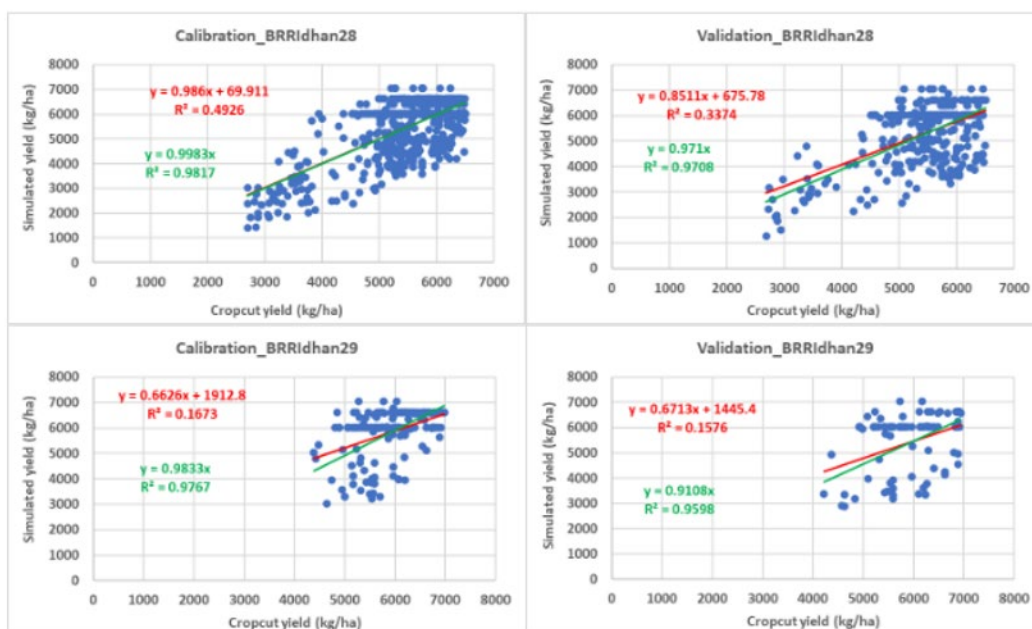 Calibration_BRRIdhan28
8000
7000
6000
5000
4000
3000
2000
1000
0
Simulated yield (kg/ha)
y = 0.986x + 69.911
R² = 0.4926
y = 0.9983x
R² = 0.9817
0 1000 2000 3000 4000 5000 6000 7000
Cropcut yield (kg/ha)
Validation_BRRIdhan28
8000
7000
6000
5000
4000
3000
2000
1000
0
Simulated yield (kg/ha)
y = 0.8511x + 675.78
R² = 0.3374
y = 0.971x
R² = 0.9708
0 1000 2000 3000 4000 5000 6000 7000
Cropcut yield (kg/ha)
Calibration_BRRIdhan29
8000
7000
6000
5000
4000
3000
2000
1000
0
Simulated yield (kg/ha)
y = 0.6626x + 1912.8
R² = 0.1673
y = 0.9833x
R² = 0.9767
0 1000 2000 3000 4000 5000 6000 7000 8000
Cropcut yield (kg/ha)
Validation_BRRIdhan29
8000
7000
6000
5000
4000
3000
2000
1000
0
Simulated yield (kg/ha)
y = 0.6713x + 1445.4
R² = 0.1576
y = 0.9108x
R² = 0.9598
0 1000 2000 3000 4000 5000 6000 7000 8000
Cropcut yield (kg/ha)